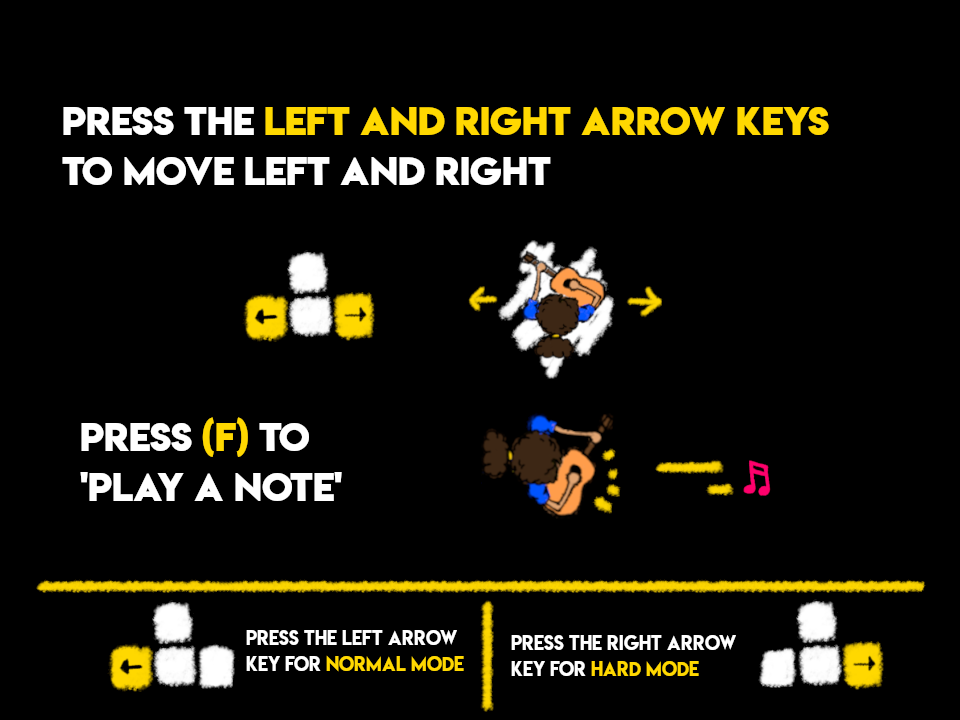 PRESS THE LEFT AND RIGHT ARROW KEYS
TO MOVE LEFT AND RIGHT
PRESS (F) TO
'PLAY A NOTE'
PRESS THE LEFT ARROW
KEY FOR NORMAL MODE
PRESS THE RIGHT ARROW
KEY FOR HARD MODE